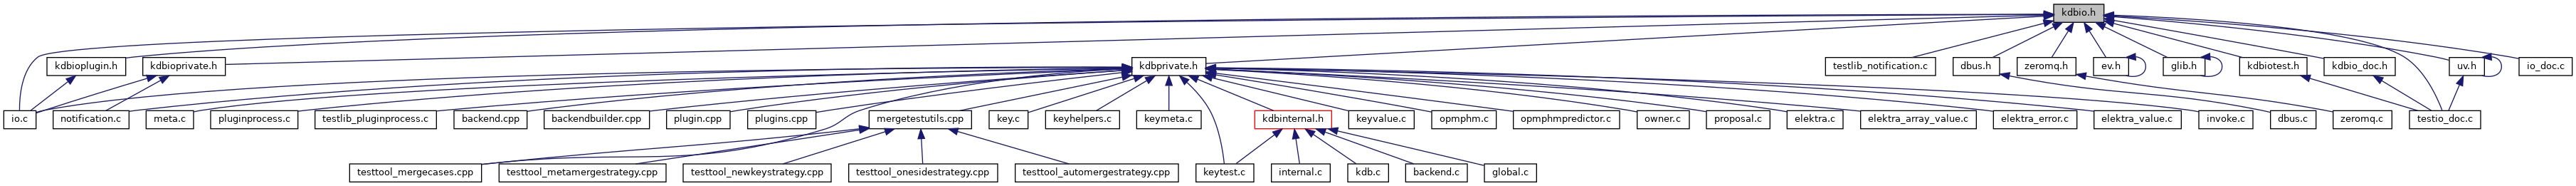 kdbio.h
kdbioplugin.h
kdbioprivate.h
kdbprivate.h
testlib_notification.c
dbus.h
zeromq.h
ev.h
glib.h
kdbiotest.h
kdbio_doc.h
uv.h
io_doc.c
io.c
notification.c
meta.c
pluginprocess.c
testlib_pluginprocess.c
backend.cpp
backendbuilder.cpp
plugin.cpp
plugins.cpp
mergetestutils.cpp
key.c
keyhelpers.c
keymeta.c
kdbinternal.h
keyvalue.c
opmphm.c
opmphmpredictor.c
owner.c
proposal.c
elektra.c
elektra_array_value.c
elektra_error.c
elektra_value.c
invoke.c
dbus.c
zeromq.c
testio_doc.c
testtool_mergecases.cpp
testtool_metamergestrategy.cpp
testtool_newkeystrategy.cpp
testtool_onesidestrategy.cpp
testtool_automergestrategy.cpp
keytest.c
internal.c
kdb.c
backend.c
global.c